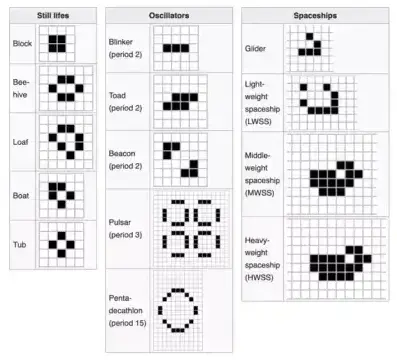 Still lifes
Block
Bee-
hive
Loaf
Boat
Tub
Oscillators
Blinker
(period 2)
Toad
(period 2)
Beacon
(period 2)
Pulsar
(period 3)
Penta-
decathlon
(period 15)
Spaceships
Glider
Light-
weight
spaceship
(LWSS)
Middle-
weight
spaceship
(MWSS)
Heavy-
weight
spaceship
(HWSS)